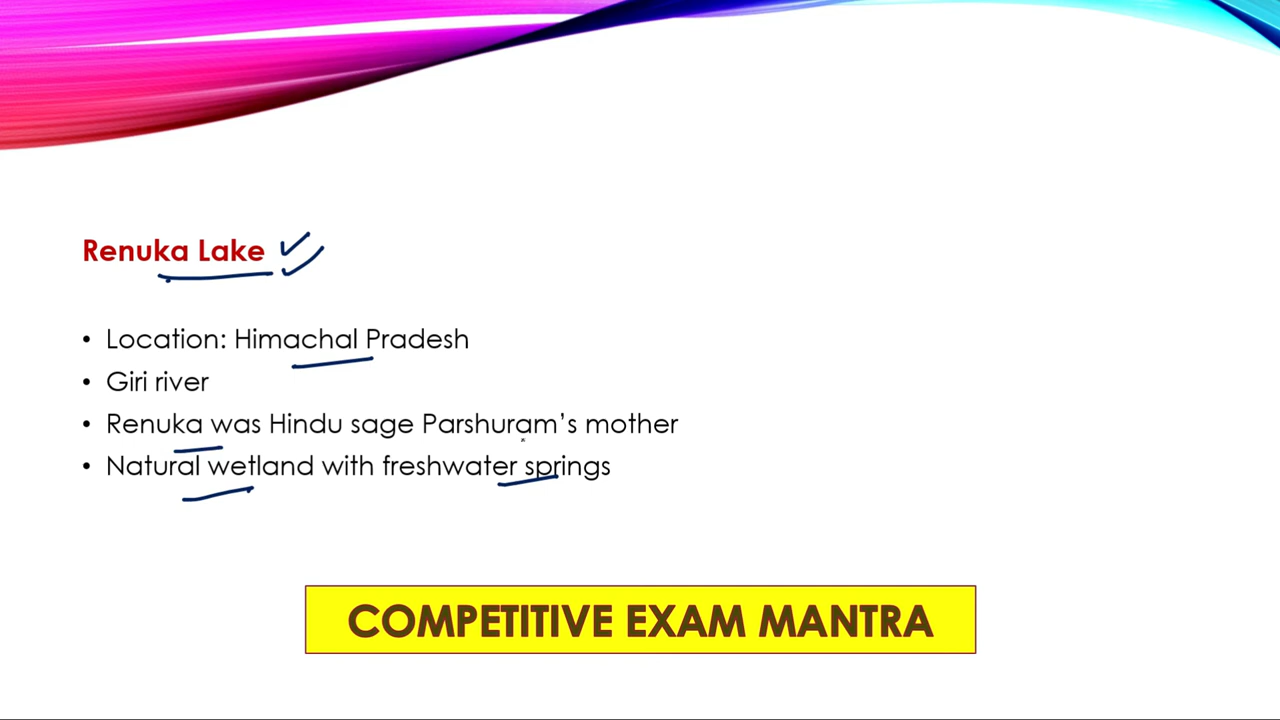 Renuka Lake
• Location: Himachal Pradesh
• Giri river
• Renuka was Hindu sage Parshuram's mother
• Natural wetland with freshwater springs
COMPETITIVE EXAM MANTRA